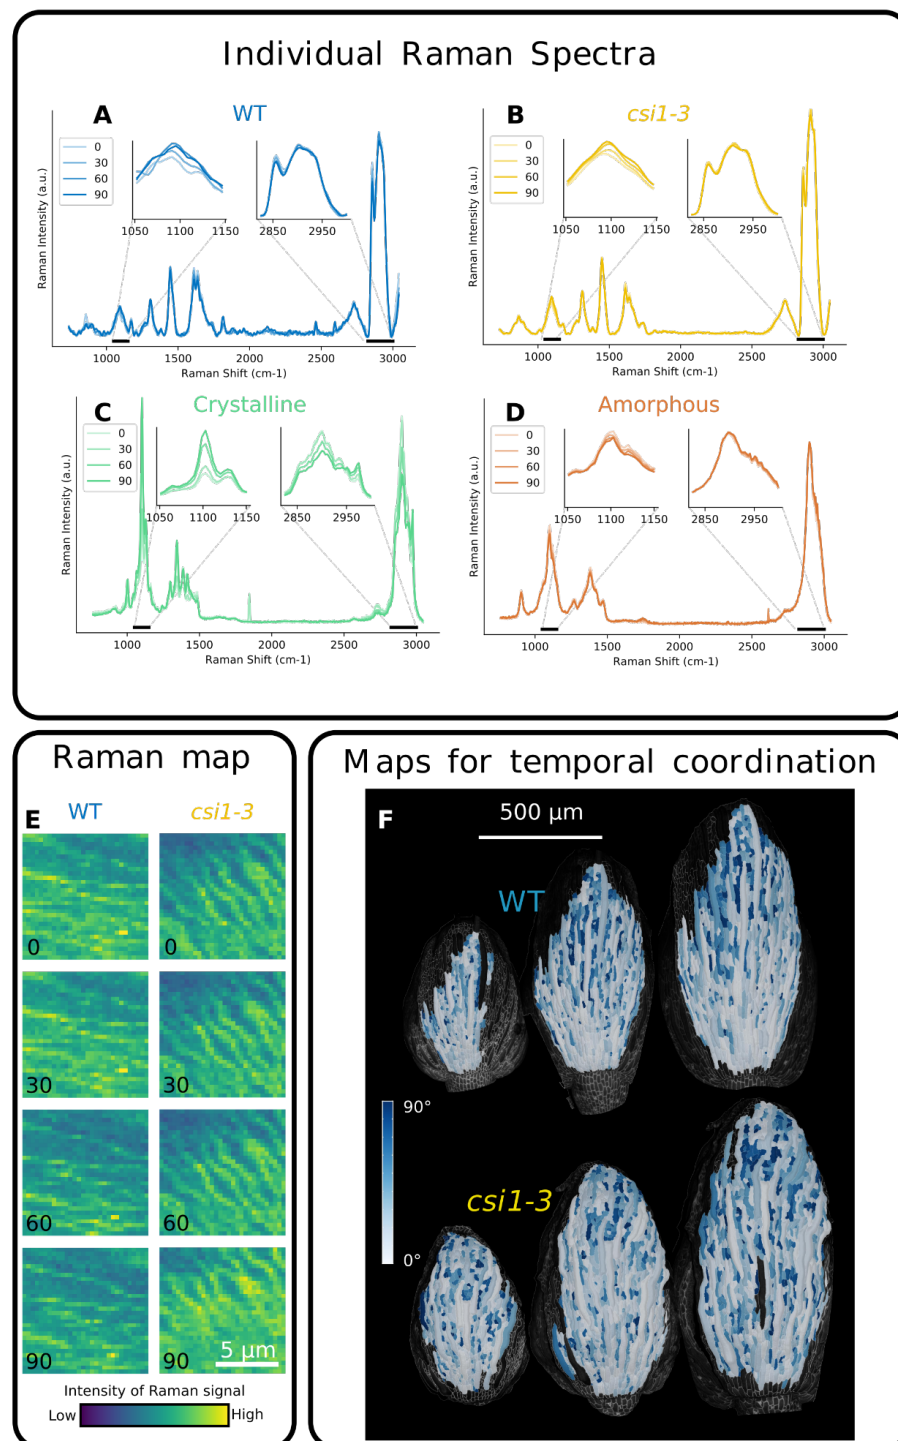 Individual Raman Spectra
A
WT
0
30
60
90
Raman Intensity (a.u.)
1050 1100 1150
2850 2950
1000 1500 2000 2500 3000
Raman Shift (cm-1)
B
csi1-3
0
30
60
90
Raman Intensity (a.u.)
1050 1100 1150
2850 2950
1000 1500 2000 2500 3000
Raman Shift (cm-1)
C
Crystalline
0
30
60
90
Raman Intensity (a.u.)
1050 1100 1150
2850 2950
1000 1500 2000 2500 3000
Raman Shift (cm-1)
D
Amorphous
0
30
60
90
Raman Intensity (a.u.)
1050 1100 1150
2850 2950
1000 1500 2000 2500 3000
Raman Shift (cm-1)
Raman map
E
WT
csi1-3
0
0
30
30
60
60
90
90
5 µm
Intensity of Raman signal
Low
High
Maps for temporal coordination
F
500 µm
WT
90°
0°
csi1-3